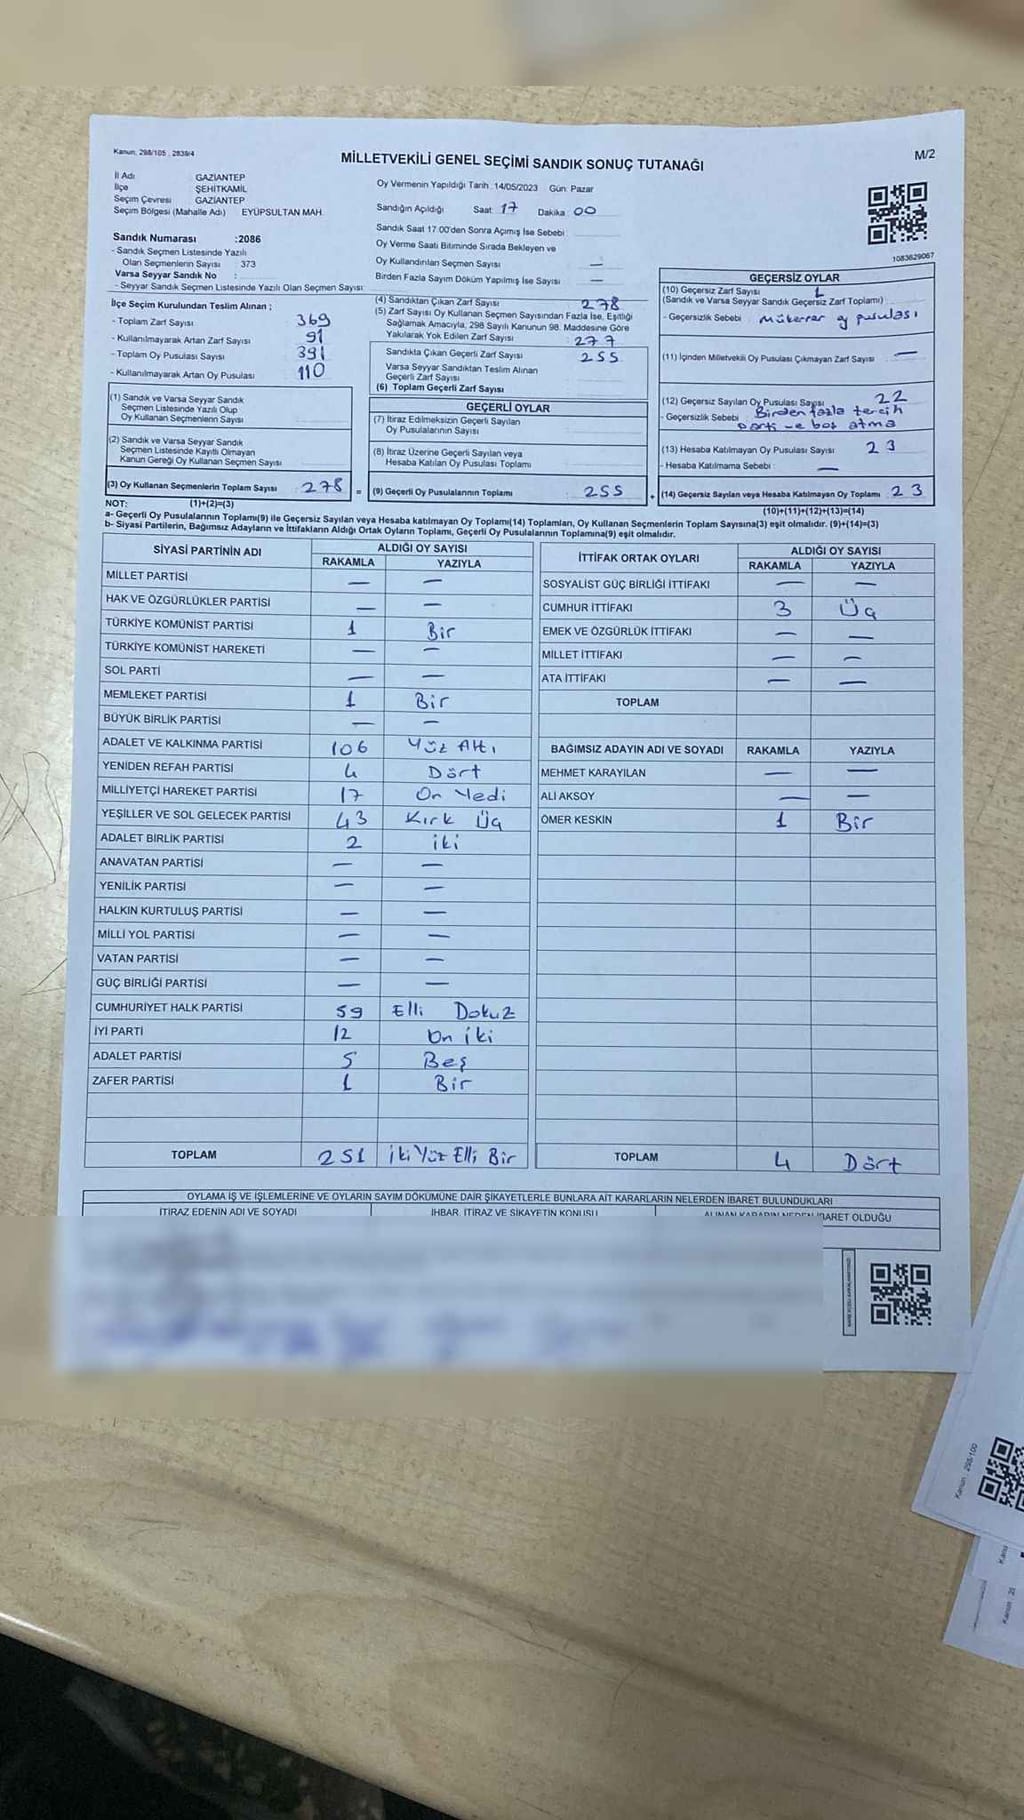 Kanun, 298/105 , 2839/4
MİLLETVEKİLİ GENEL SEÇİMİ SANDIK SONUÇ TUTANAĞI
M/2
İl Adı GAZİANTEP
İlçe ŞEHİTKAMİL
Seçim Çevresi GAZİANTEP
Seçim Bölgesi (Mahalle Adı) EYÜPSULTAN MAH.
Sandık Numarası :2086
- Sandık Seçmen Listesinde Yazılı
Olan Seçmenlerin Sayısı : 373
Varsa Seyyar Sandık No :
- Seyyar Sandık Seçmen Listesinde Yazılı Olan Seçmen Sayısı:
İlçe Seçim Kurulundan Teslim Alınan ;
- Toplam Zarf Sayısı 369
- Kullanılmayarak Artan Zarf Sayısı 91
- Toplam Oy Pusulası Sayısı 391
- Kullanılmayarak Artan Oy Pusulası 110
(1) Sandık ve Varsa Seyyar Sandık
Seçmen Listesinde Yazılı Olup
Oy Kullanan Seçmenlerin Sayısı
(2) Sandık ve Varsa Seyyar Sandık
Seçmen Listesinde Kayıtlı Olmayan
Kanun Gereği Oy Kullanan Seçmen Sayısı
(3) Oy Kullanan Seçmenlerin Toplam Sayısı 278 =
(1)+(2)=(3)
Oy Vermenin Yapıldığı Tarih : 14/05/2023 Gün: Pazar
Sandığın Açıldığı Saat: 17 Dakika 00
Sandık Saat 17.00'den Sonra Açılmış İse Sebebi :
Oy Verme Saati Bitiminde Sırada Bekleyen ve
Oy Kullandırılan Seçmen Sayısı : —
Birden Fazla Sayım Döküm Yapılmış İse Sayısı : —
(4) Sandıktan Çıkan Zarf Sayısı 278
(5) Zarf Sayısı Oy Kullanan Seçmen Sayısından Fazla İse, Eşitliği
Sağlamak Amacıyla, 298 Sayılı Kanunun 98. Maddesine Göre
Yakılarak Yok Edilen Zarf Sayısı : 277
Sandıkta Çıkan Geçerli Zarf Sayısı 255
Varsa Seyyar Sandıktan Teslim Alınan
Geçerli Zarf Sayısı
(6) Toplam Geçerli Zarf Sayısı
GEÇERLİ OYLAR
(7) İtiraz Edilmeksizin Geçerli Sayılan
Oy Pusulalarının Sayısı
(8) İtiraz Üzerine Geçerli Sayılan veya
Hesaba Katılan Oy Pusulası Toplamı
(9) Geçerli Oy Pusulalarının Toplamı 255 +
1083629067
GEÇERSİZ OYLAR
(10) Geçersiz Zarf Sayısı 1
(Sandık ve Varsa Seyyar Sandık Geçersiz Zarf Toplamı)
- Geçersizlik Sebebi : Mükerrer oy pusulası
(11) İçinden Milletvekili Oy Pusulası Çıkmayan Zarf Sayısı —
(12) Geçersiz Sayılan Oy Pusulası Sayısı 22
- Geçersizlik Sebebi : Birden fazla tercih
parti ve boş atma
(13) Hesaba Katılmayan Oy Pusulası Sayısı 23
- Hesaba Katılmama Sebebi : —
(14) Geçersiz Sayılan veya Hesaba Katılmayan Oy Toplamı 23
(10)+(11)+(12)+(13)=(14)
NOT:
a- Geçerli Oy Pusulalarının Toplamı(9) ile Geçersiz Sayılan veya Hesaba katılmayan Oy Toplamı(14) Toplamları, Oy Kullanan Seçmenlerin Toplam Sayısına(3) eşit olmalıdır. (9)+(14)=(3)
b- Siyasi Partilerin, Bağımsız Adayların ve İttifakların Aldığı Ortak Oyların Toplamı, Geçerli Oy Pusulalarının Toplamına(9) eşit olmalıdır.
SİYASİ PARTİNİN ADI ALDIĞI OY SAYISI
RAKAMLA YAZIYLA
MİLLET PARTİSİ — —
HAK VE ÖZGÜRLÜKLER PARTİSİ — —
TÜRKİYE KOMÜNİST PARTİSİ 1 Bir
TÜRKİYE KOMÜNİST HAREKETİ — —
SOL PARTİ — —
MEMLEKET PARTİSİ 1 Bir
BÜYÜK BİRLİK PARTİSİ — —
ADALET VE KALKINMA PARTİSİ 106 Yüz Altı
YENİDEN REFAH PARTİSİ 4 Dört
MİLLİYETÇİ HAREKET PARTİSİ 17 On Yedi
YEŞİLLER VE SOL GELECEK PARTİSİ 43 Kırk Üç
ADALET BİRLİK PARTİSİ 2 iki
ANAVATAN PARTİSİ — —
YENİLİK PARTİSİ — —
HALKIN KURTULUŞ PARTİSİ — —
MİLLİ YOL PARTİSİ — —
VATAN PARTİSİ — —
GÜÇ BİRLİĞİ PARTİSİ — —
CUMHURİYET HALK PARTİSİ 59 Elli Dokuz
İYİ PARTİ 12 On iki
ADALET PARTİSİ 5 Beş
ZAFER PARTİSİ 1 Bir
TOPLAM 251 iki Yüz Elli Bir
İTTİFAK ORTAK OYLARI ALDIĞI OY SAYISI
RAKAMLA YAZIYLA
SOSYALİST GÜÇ BİRLİĞİ İTTİFAKI — —
CUMHUR İTTİFAKI 3 Üç
EMEK VE ÖZGÜRLÜK İTTİFAKI — —
MİLLET İTTİFAKI — —
ATA İTTİFAKI — —
TOPLAM
BAĞIMSIZ ADAYIN ADI VE SOYADI RAKAMLA YAZIYLA
MEHMET KARAYILAN — —
ALİ AKSOY — —
ÖMER KESKİN 1 Bir
TOPLAM 4 Dört
OYLAMA İŞ VE İŞLEMLERİNE VE OYLARIN SAYIM DÖKÜMÜNE DAİR ŞİKAYETLERLE BUNLARA AİT KARARLARIN NELERDEN İBARET BULUNDUKLARI
İTİRAZ EDENİN ADI VE SOYADI İHBAR, İTİRAZ VE ŞİKAYETİN KONUSU ALINAN KARARIN NEDEN İBARET OLDUĞU
Kanun : 298/100